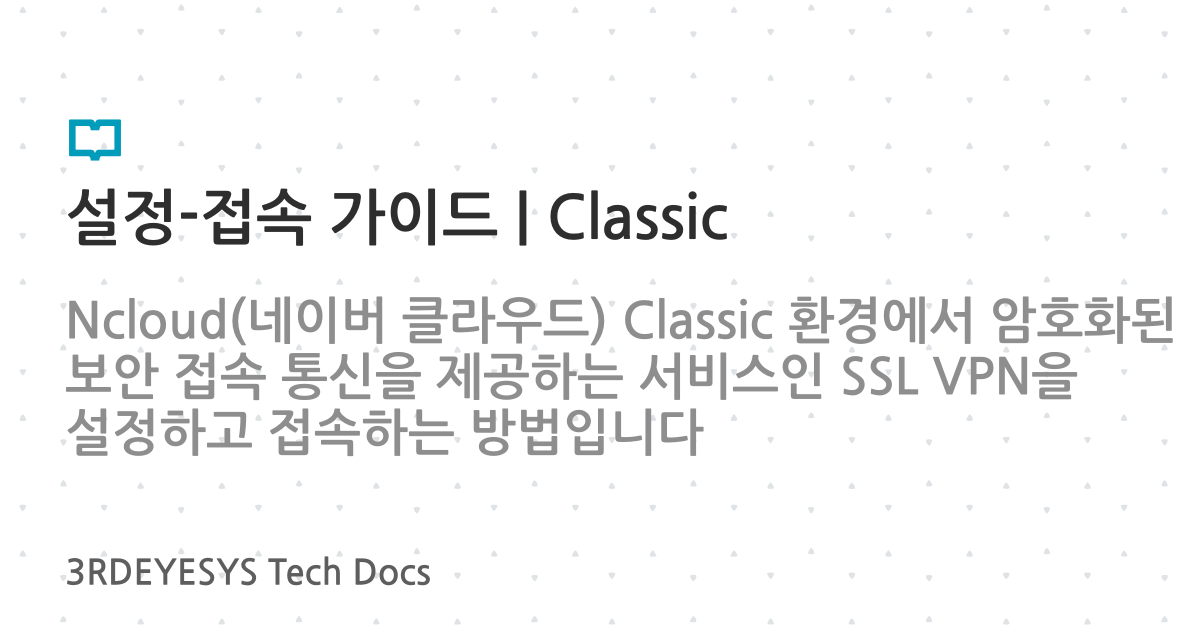 설정-접속 가이드 | Classic
Ncloud(네이버 클라우드) Classic 환경에서 암호화된
보안 접속 통신을 제공하는 서비스인 SSL VPN을
설정하고 접속하는 방법입니다
3RDEYESYS Tech Docs